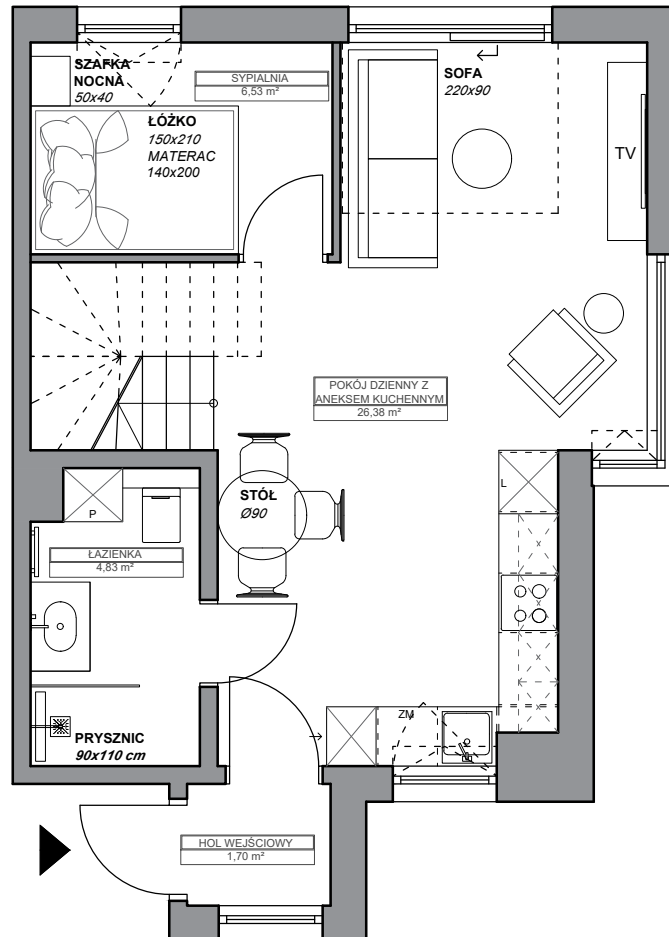 SZAFKA
NOCNA
50x40
SYPIALNIA
6,53 m²
SOFA
220x90
ŁÓŻKO
150x210
MATERAC
140x200
TV
POKÓJ DZIENNY Z
ANEKSEM KUCHENNYM
26,38 m²
STÓŁ
Ø90
L
P
ŁAZIENKA
4,83 m²
ZM
PRYSZNIC
90x110 cm
HOL WEJŚCIOWY
1,70 m²